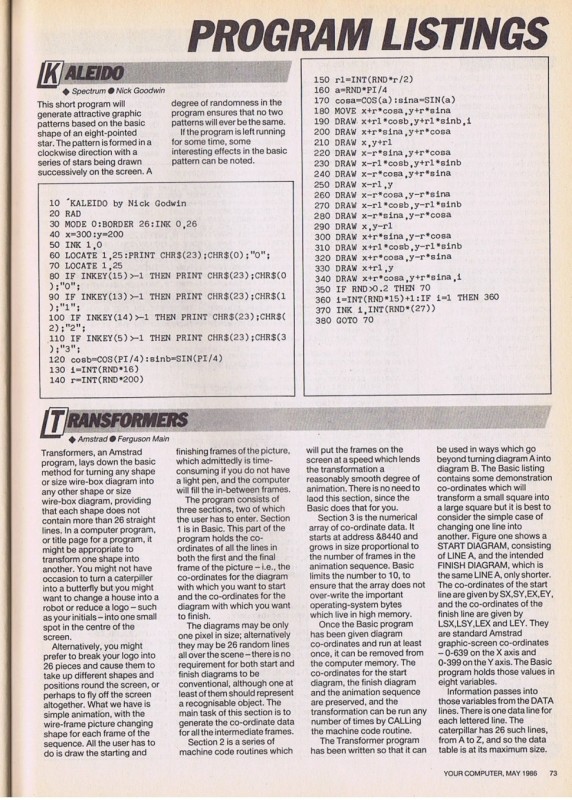 PROGRAM LISTINGS
KALEIDO
◆ Spectrum ● Nick Goodwin
This short program will
generate attractive graphic
patterns based on the basic
shape of an eight-pointed
star. The pattern is formed in a
clockwise direction with a
series of stars being drawn
successively on the screen. A
degree of randomness in the
program ensures that no two
patterns will ever be the same.
If the program is left running
for some time, some
interesting effects in the basic
pattern can be noted.
10 ^KALEIDO by Nick Godwin
20 RAD
30 MODE 0:BORDER 26:INK 0,26
40 x=300:y=200
50 INK 1,0
60 LOCATE 1,25:PRINT CHR$(23);CHR$(0);"0";
70 LOCATE 1,25
80 IF INKEY(15)>-1 THEN PRINT CHR$(23);CHR$(0
);"0";
90 IF INKEY(13)>-1 THEN PRINT CHR$(23);CHR$(1
);"1";
100 IF INKEY(14)>-1 THEN PRINT CHR$(23);CHR$(
2);"2";
110 IF INKEY(5)>-1 THEN PRINT CHR$(23);CHR$(3
);"3";
120 cosb=COS(PI/4):sinb=SIN(PI/4)
130 i=INT(RND*16)
140 r=INT(RND*200)
150 r1=INT(RND*r/2)
160 a=RND*PI/4
170 cosa=COS(a):sina=SIN(a)
180 MOVE x+r*cosa,y+r*sina
190 DRAW x+r1*cosb,y+r1*sinb,i
200 DRAW x+r*sina,y+r*cosa
210 DRAW x,y+r1
220 DRAW x-r*sina,y+r*cosa
230 DRAW x-r1*cosb,y+r1*sinb
240 DRAW x-r*cosa,y+r*sina
250 DRAW x-r1,y
260 DRAW x-r*cosa,y-r*sina
270 DRAW x-r1*cosb,y-r1*sinb
280 DRAW x-r*sina,y-r*cosa
290 DRAW x,y-r1
300 DRAW x+r*sina,y-r*cosa
310 DRAW x+r1*cosb,y-r1*sinb
320 DRAW x+r*cosa,y-r*sina
330 DRAW x+r1,y
340 DRAW x+r*cosa,y+r*sina,i
350 IF RND>0.2 THEN 70
360 i=INT(RND*15)+1:IF i=1 THEN 360
370 INK i,INT(RND*(27))
380 GOTO 70
TRANSFORMERS
◆ Amstrad ● Ferguson Main
Transformers, an Amstrad
program, lays down the basic
method for turning any shape
or size wire-box diagram into
any other shape or size
wire-box diagram, providing
that each shape does not
contain more than 26 straight
lines. In a computer program,
or title page for a program, it
might be appropriate to
transform one shape into
another. You might not have
occasion to turn a caterpiller
into a butterfly but you might
want to change a house into a
robot or reduce a logo – such
as your initials – into one small
spot in the centre of the
screen.
Alternatively, you might
prefer to break your logo into
26 pieces and cause them to
take up different shapes and
positions round the screen, or
perhaps to fly off the screen
altogether. What we have is
simple animation, with the
wire-frame picture changing
shape for each frame of the
sequence. All the user has to
do is draw the starting and
finishing frames of the picture,
which admittedly is time-
consuming if you do not have
a light pen, and the computer
will fill the in-between frames.
The program consists of
three sections, two of which
the user has to enter. Section
1 is in Basic. This part of the
program holds the co-
ordinates of all the lines in
both the first and the final
frame of the picture – i.e., the
co-ordinates for the diagram
with which you want to start
and the co-ordinates for the
diagram with which you want
to finish.
The diagrams may be only
one pixel in size; alternatively
they may be 26 random lines
all over the scene – there is no
requirement for both start and
finish diagrams to be
conventional, although one at
least of them should represent
a recognisable object. The
main task of this section is to
generate the co-ordinate data
for all the intermediate frames.
Section 2 is a series of
machine code routines which
will put the frames on the
screen at a speed which lends
the transformation a
reasonably smooth degree of
animation. There is no need to
laod this section, since the
Basic does that for you.
Section 3 is the numerical
array of co-ordinate data. It
starts at address &8440 and
grows in size proportional to
the number of frames in the
animation sequence. Basic
limits the number to 10, to
ensure that the array does not
over-write the important
operating-system bytes
which live in high memory.
Once the Basic program
has been given diagram
co-ordinates and run at least
once, it can be removed from
the computer memory. The
co-ordinates for the start
diagram, the finish diagram
and the animation sequence
are preserved, and the
transformation can be run any
number of times by CALLing
the machine code routine.
The Transformer program
has been written so that it can
be used in ways which go
beyond turning diagram A into
diagram B. The Basic listing
contains some demonstration
co-ordinates which will
transform a small square into
a large square but it is best to
consider the simple case of
changing one line into
another. Figure one shows a
START DIAGRAM, consisting
of LINE A, and the intended
FINISH DIAGRAM, which is
the same LINE A, only shorter.
The co-ordinates of the start
line are given by SX,SY,EX,EY,
and the co-ordinates of the
finish line are given by
LSX,LSY,LEX and LEY. They
are standard Amstrad
graphic-screen co-ordinates
– 0-639 on the X axis and
0-399 on the Y axis. The Basic
program holds those values in
eight variables.
Information passes into
those variables from the DATA
lines. There is one data line for
each lettered line. The
caterpillar has 26 such lines,
from A to Z, and so the data
table is at its maximum size.
YOUR COMPUTER, MAY 1986 73